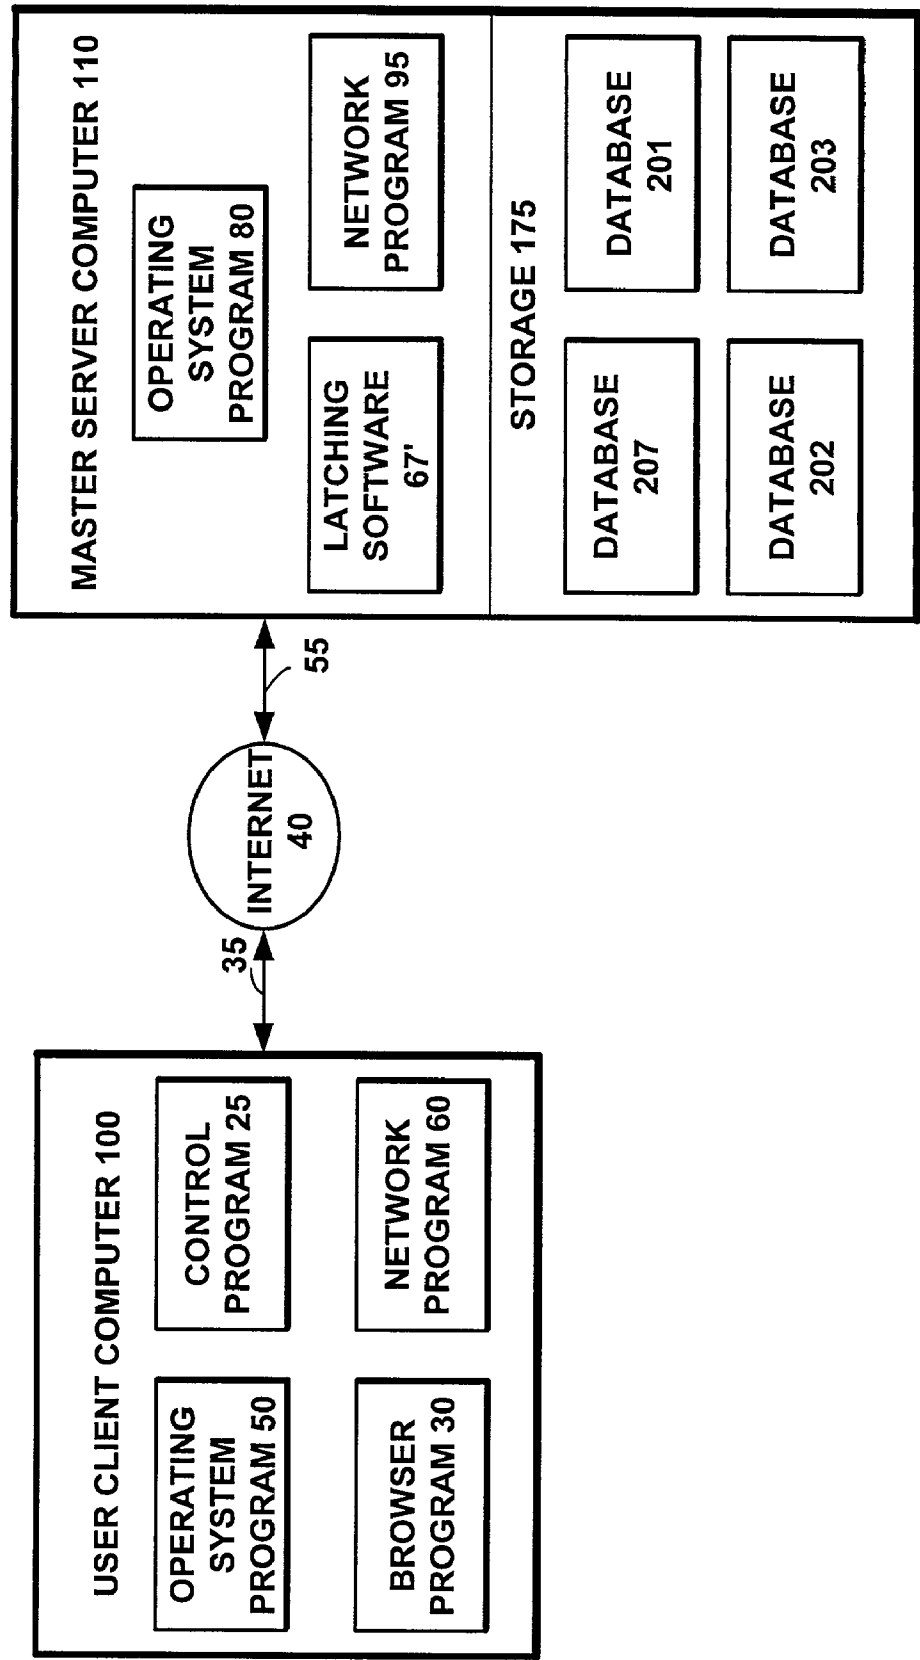 USER CLIENT COMPUTER 100
OPERATING
SYSTEM
PROGRAM 50
CONTROL
PROGRAM 25
BROWSER
PROGRAM 30
NETWORK
PROGRAM 60
35
INTERNET
40
55
MASTER SERVER COMPUTER 110
OPERATING
SYSTEM
PROGRAM 80
LATCHING
SOFTWARE
67'
NETWORK
PROGRAM 95
STORAGE 175
DATABASE
207
DATABASE
201
DATABASE
202
DATABASE
203